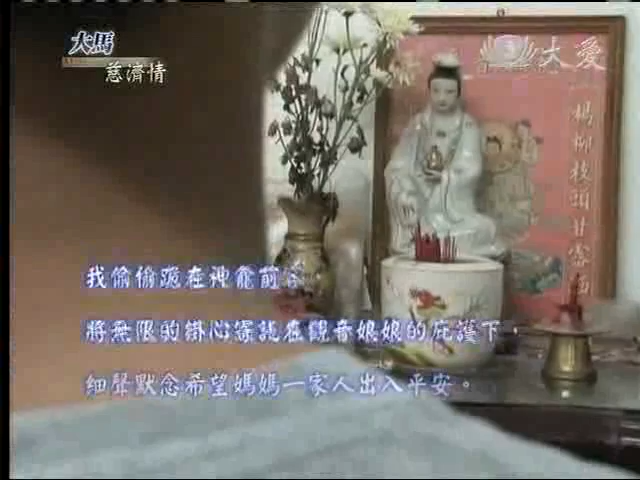 大馬
慈濟情
大愛
楊柳枝頭甘露
我偷偷跪在神龕前
將無限的掛心寄託在觀音娘娘的庇護下，
細聲默念希望媽媽一家人出入平安。